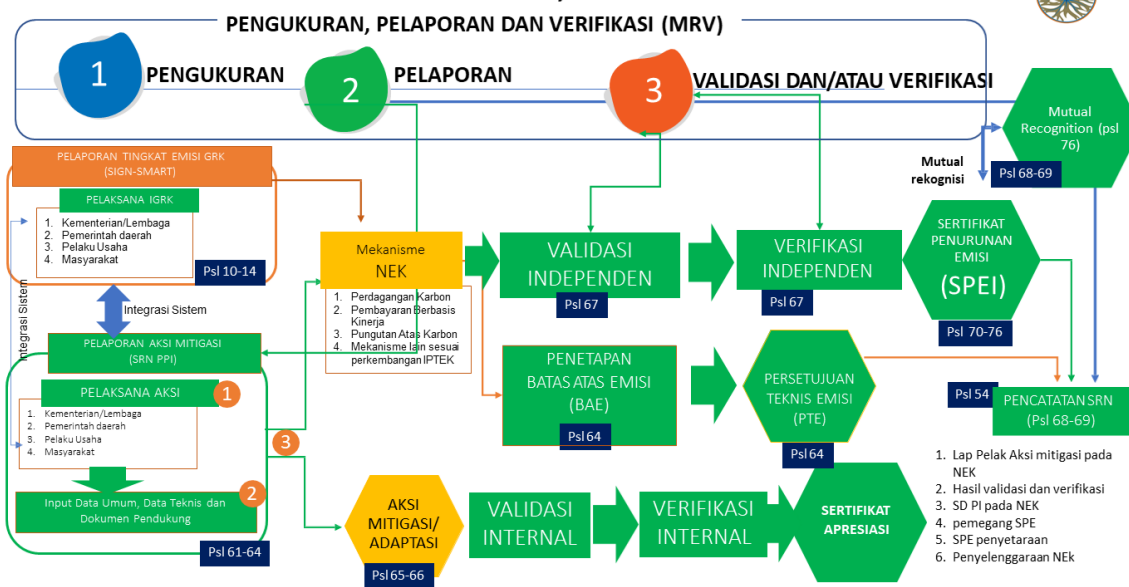 PENGUKURAN, PELAPORAN DAN VERIFIKASI (MRV)
1
PENGUKURAN
2
PELAPORAN
3
VALIDASI DAN/ATAU VERIFIKASI
Mutual
Recognition (psl
76)
Mutual
rekognisi
Psl 68-69
PELAPORAN TINGKAT EMISI GRK
(SIGN-SMART)
PELAKSANA IGRK
1. Kementerian/Lembaga
2. Pemerintah daerah
3. Pelaku Usaha
4. Masyarakat
Psl 10-14
Integrasi Sistem
Integrasi Sistem
PELAPORAN AKSI MITIGASI
(SRN PPI)
PELAKSANA AKSI
1
1. Kementerian/Lembaga
2. Pemerintah daerah
3. Pelaku Usaha
4. Masyarakat
2
Input Data Umum, Data Teknis dan
Dokumen Pendukung
Psl 61-64
3
Mekanisme
NEK
1. Perdagangan Karbon
2. Pembayaran Berbasis
Kinerja
3. Pungutan Atas Karbon
4. Mekanisme lain sesuai
perkembangan IPTEK
VALIDASI
INDEPENDEN
Psl 67
VERIFIKASI
INDEPENDEN
Psl 67
SERTIFIKAT
PENURUNAN
EMISI
(SPEI)
Psl 70-76
PENETAPAN
BATAS ATAS EMISI
(BAE)
Psl 64
PERSETUJUAN
TEKNIS EMISI
(PTE)
Psl 64
Psl 54
PENCATATAN SRN
(Psl 68-69)
1. Lap Pelak Aksi mitigasi pada
NEK
2. Hasil validasi dan verifikasi
3. SD PI pada NEK
4. pemegang SPE
5. SPE penyetaraan
6. Penyelenggaraan NEk
AKSI
MITIGASI/
ADAPTASI
Psl 65-66
VALIDASI
INTERNAL
VERIFIKASI
INTERNAL
SERTIFIKAT
APRESIASI